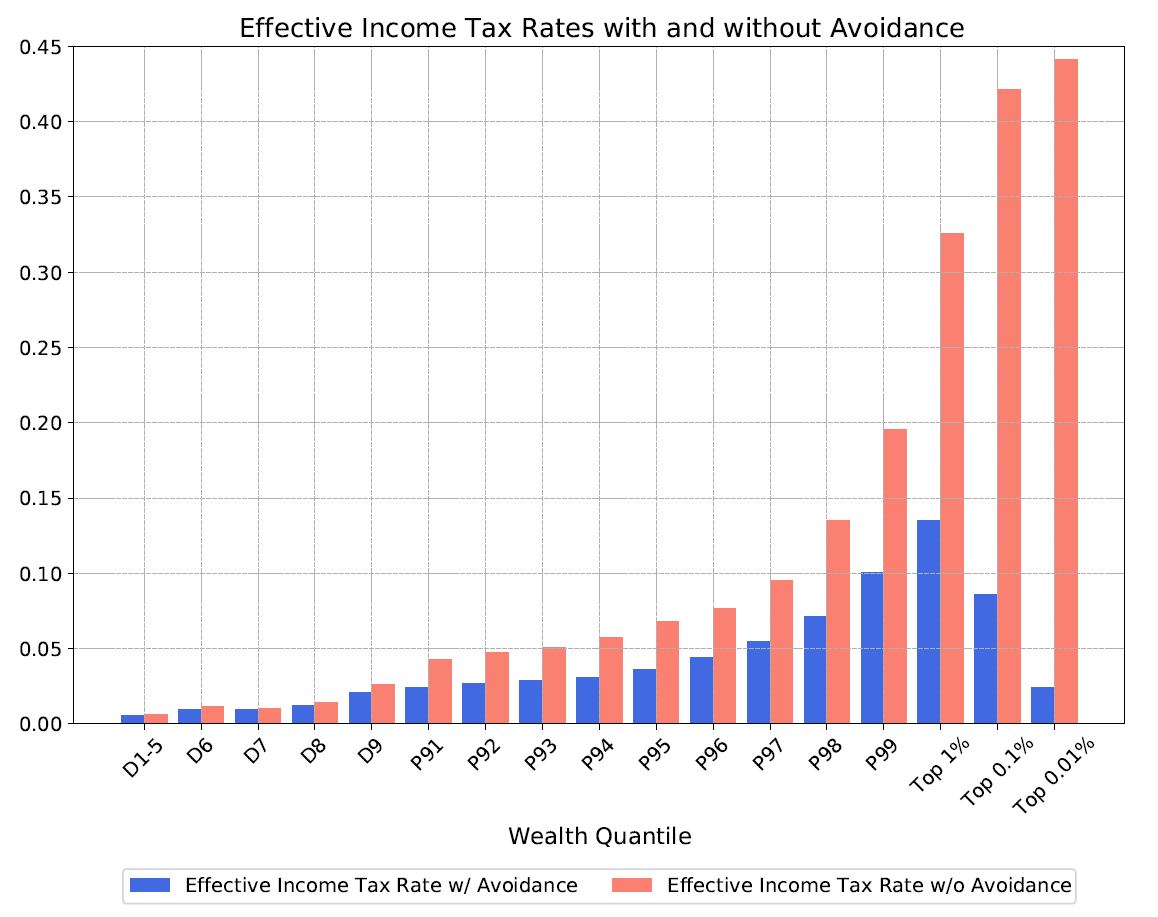 Effective Income Tax Rates with and without Avoidance
0.45
0.40
0.35
0.30
0.25
0.20
0.15
0.10
0.05
0.00
D1-5 D6 D7 D8 D9 P91 P92 P93 P94 P95 P96 P97 P98 P99 Top 1% Top 0.1% Top 0.01%
Wealth Quantile
Effective Income Tax Rate w/ Avoidance Effective Income Tax Rate w/o Avoidance